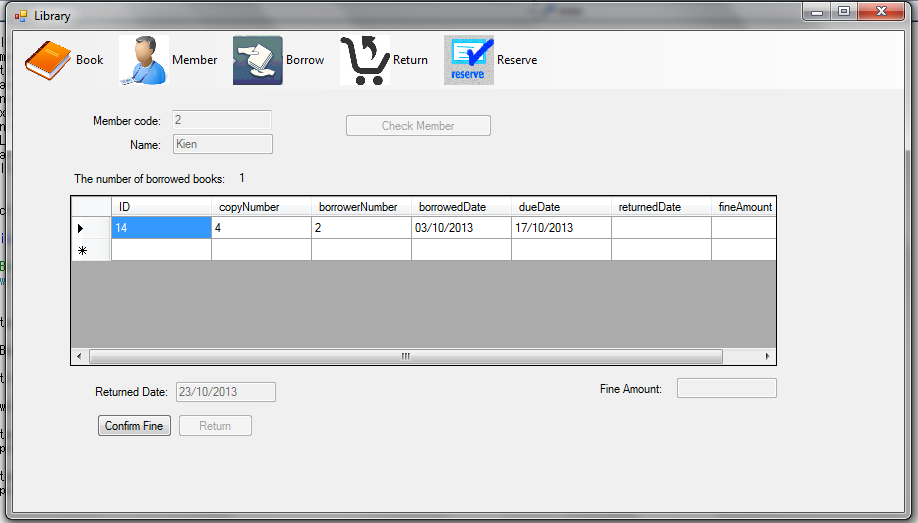 Library
Book Member Borrow Return reserve Reserve
Member code: 2 Check Member
Name: Kien
The number of borrowed books: 1
ID copyNumber borrowerNumber borrowedDate dueDate returnedDate fineAmount
14 4 2 03/10/2013 17/10/2013
Returned Date: 23/10/2013 Fine Amount:
Confirm Fine Return